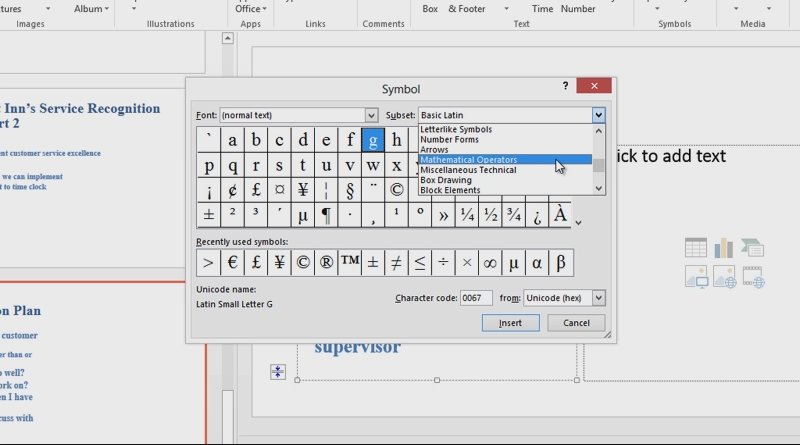 Album
Office
Box & Footer Time Number
Images Illustrations Apps Links Comments Text Symbols Media
Inn's Service Recognition
rt 2
ent customer service excellence
we can implement
t to time clock
on Plan
customer
er than or
o well?
ork on?
en I have
cuss with
Symbol
?
Font: (normal text) Subset: Basic Latin
Letterlike Symbols
Number Forms
Arrows
Mathematical Operators
Miscellaneous Technical
Box Drawing
Block Elements
` a b c d e f g h
p q r s t u v w x
¡ ¢ £ ¤ ¥ ¦ § ¨ ©
± ² ³ ´ µ ¶ · ¸ ¹ º » ¼ ½ ¾ ¿ À
Recently used symbols:
> € £ ¥ © ® ™ ± ≠ ≤ ÷ × ∞ µ α β
Unicode name:
Latin Small Letter G
Character code: 0067 from: Unicode (hex)
Insert Cancel
ick to add text
supervisor